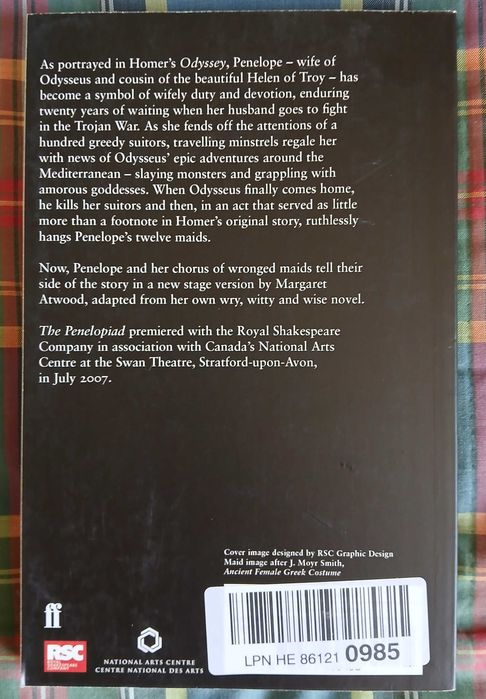 As portrayed in Homer's Odyssey, Penelope – wife of
Odysseus and cousin of the beautiful Helen of Troy – has
become a symbol of wifely duty and devotion, enduring
twenty years of waiting when her husband goes to fight
in the Trojan War. As she fends off the attentions of a
hundred greedy suitors, travelling minstrels regale her
with news of Odysseus' epic adventures around the
Mediterranean – slaying monsters and grappling with
amorous goddesses. When Odysseus finally comes home,
he kills her suitors and then, in an act that served as little
more than a footnote in Homer's original story, ruthlessly
hangs Penelope's twelve maids.
Now, Penelope and her chorus of wronged maids tell their
side of the story in a new stage version by Margaret
Atwood, adapted from her own wry, witty and wise novel.
The Penelopiad premiered with the Royal Shakespeare
Company in association with Canada's National Arts
Centre at the Swan Theatre, Stratford-upon-Avon,
in July 2007.
Cover image designed by RSC Graphic Design
Maid image after J. Moyr Smith,
Ancient Female Greek Costume
ff
RSC
ROYAL
SHAKESPEARE
COMPANY
NATIONAL ARTS CENTRE
CENTRE NATIONAL DES ARTS
LPN HE 86121 0985